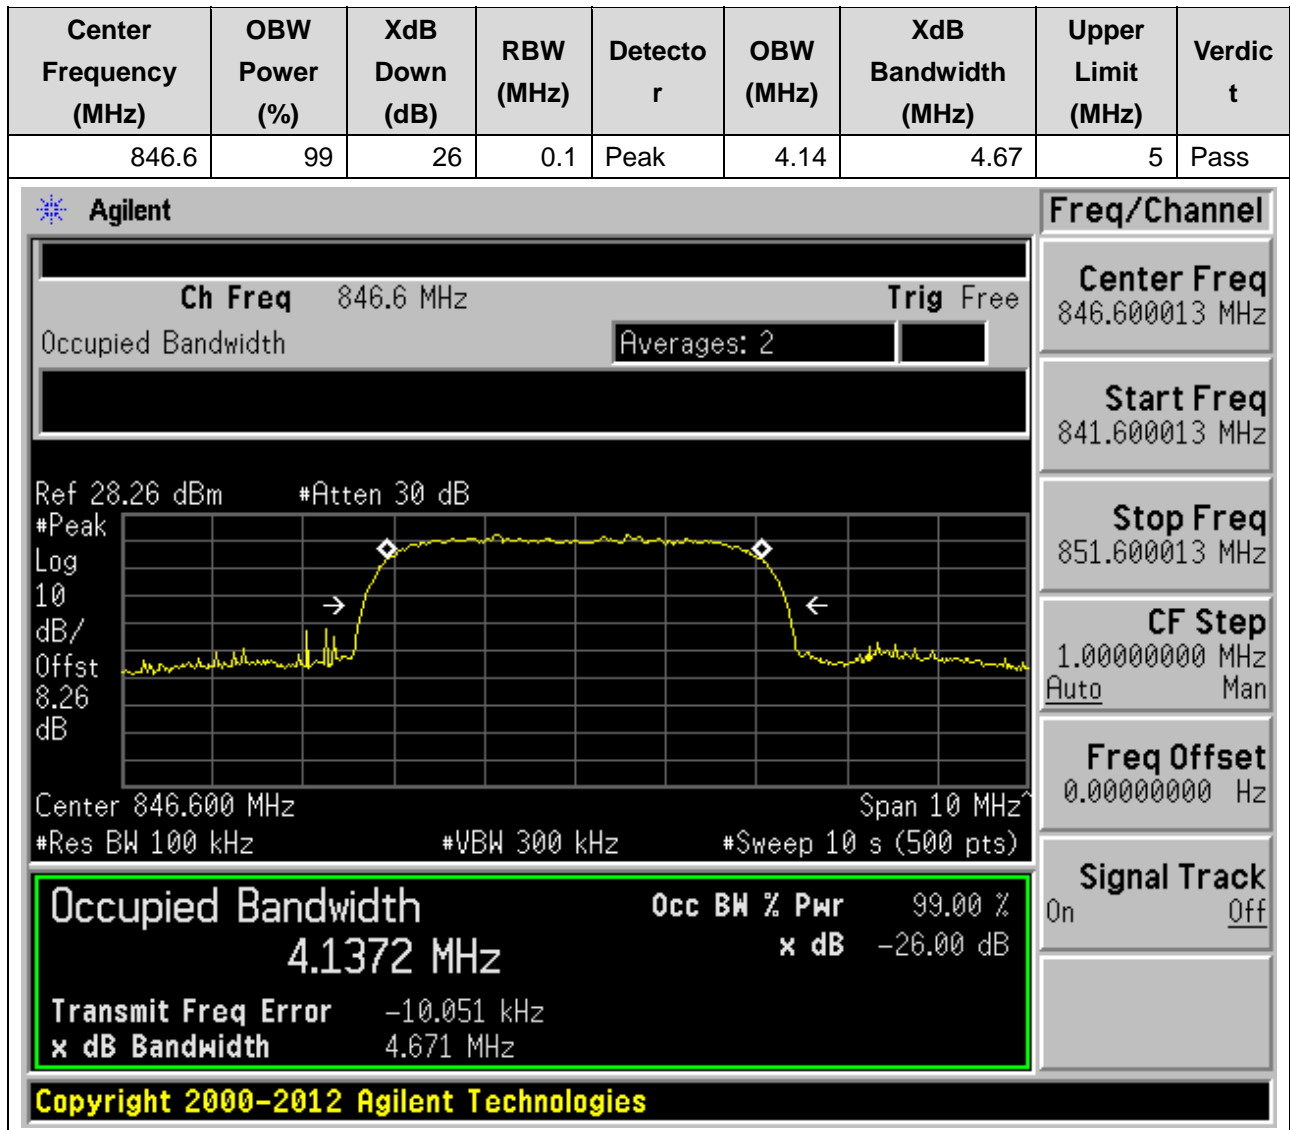 Center Frequency (MHz) OBW Power (%) XdB Down (dB) RBW (MHz) Detecto r OBW (MHz) XdB Bandwidth (MHz) Upper Limit (MHz) Verdic t
846.6 99 26 0.1 Peak 4.14 4.67 5 Pass
Agilent
Freq/Channel
Ch Freq 846.6 MHz Trig Free
Occupied Bandwidth Averages: 2
Center Freq
846.600013 MHz
Start Freq
841.600013 MHz
Stop Freq
851.600013 MHz
CF Step
1.00000000 MHz
Auto Man
Freq Offset
0.00000000 Hz
Signal Track
On Off
Ref 28.26 dBm #Atten 30 dB
#Peak
Log
10
dB/
Offst
8.26
dB
Center 846.600 MHz Span 10 MHz^
#Res BW 100 kHz #VBW 300 kHz #Sweep 10 s (500 pts)
Occupied Bandwidth
4.1372 MHz
Occ BW % Pwr 99.00 %
x dB -26.00 dB
Transmit Freq Error -10.051 kHz
x dB Bandwidth 4.671 MHz
Copyright 2000-2012 Agilent Technologies